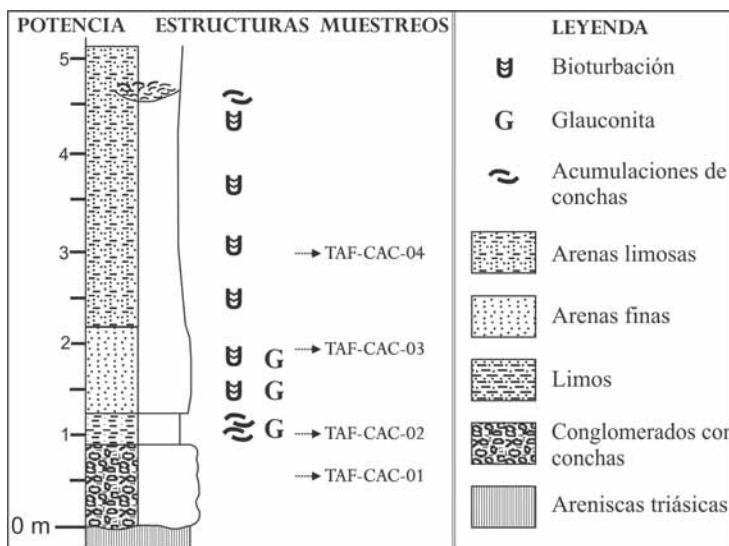 POTENCIA ESTRUCTURAS MUESTREOS
5
4
3
2
1
0 m
G
G
G
TAF-CAC-04
TAF-CAC-03
TAF-CAC-02
TAF-CAC-01
LEYENDA
Bioturbación
G Glauconita
Acumulaciones de
conchas
Arenas limosas
Arenas finas
Limos
Conglomerados con
conchas
Areniscas triásicas